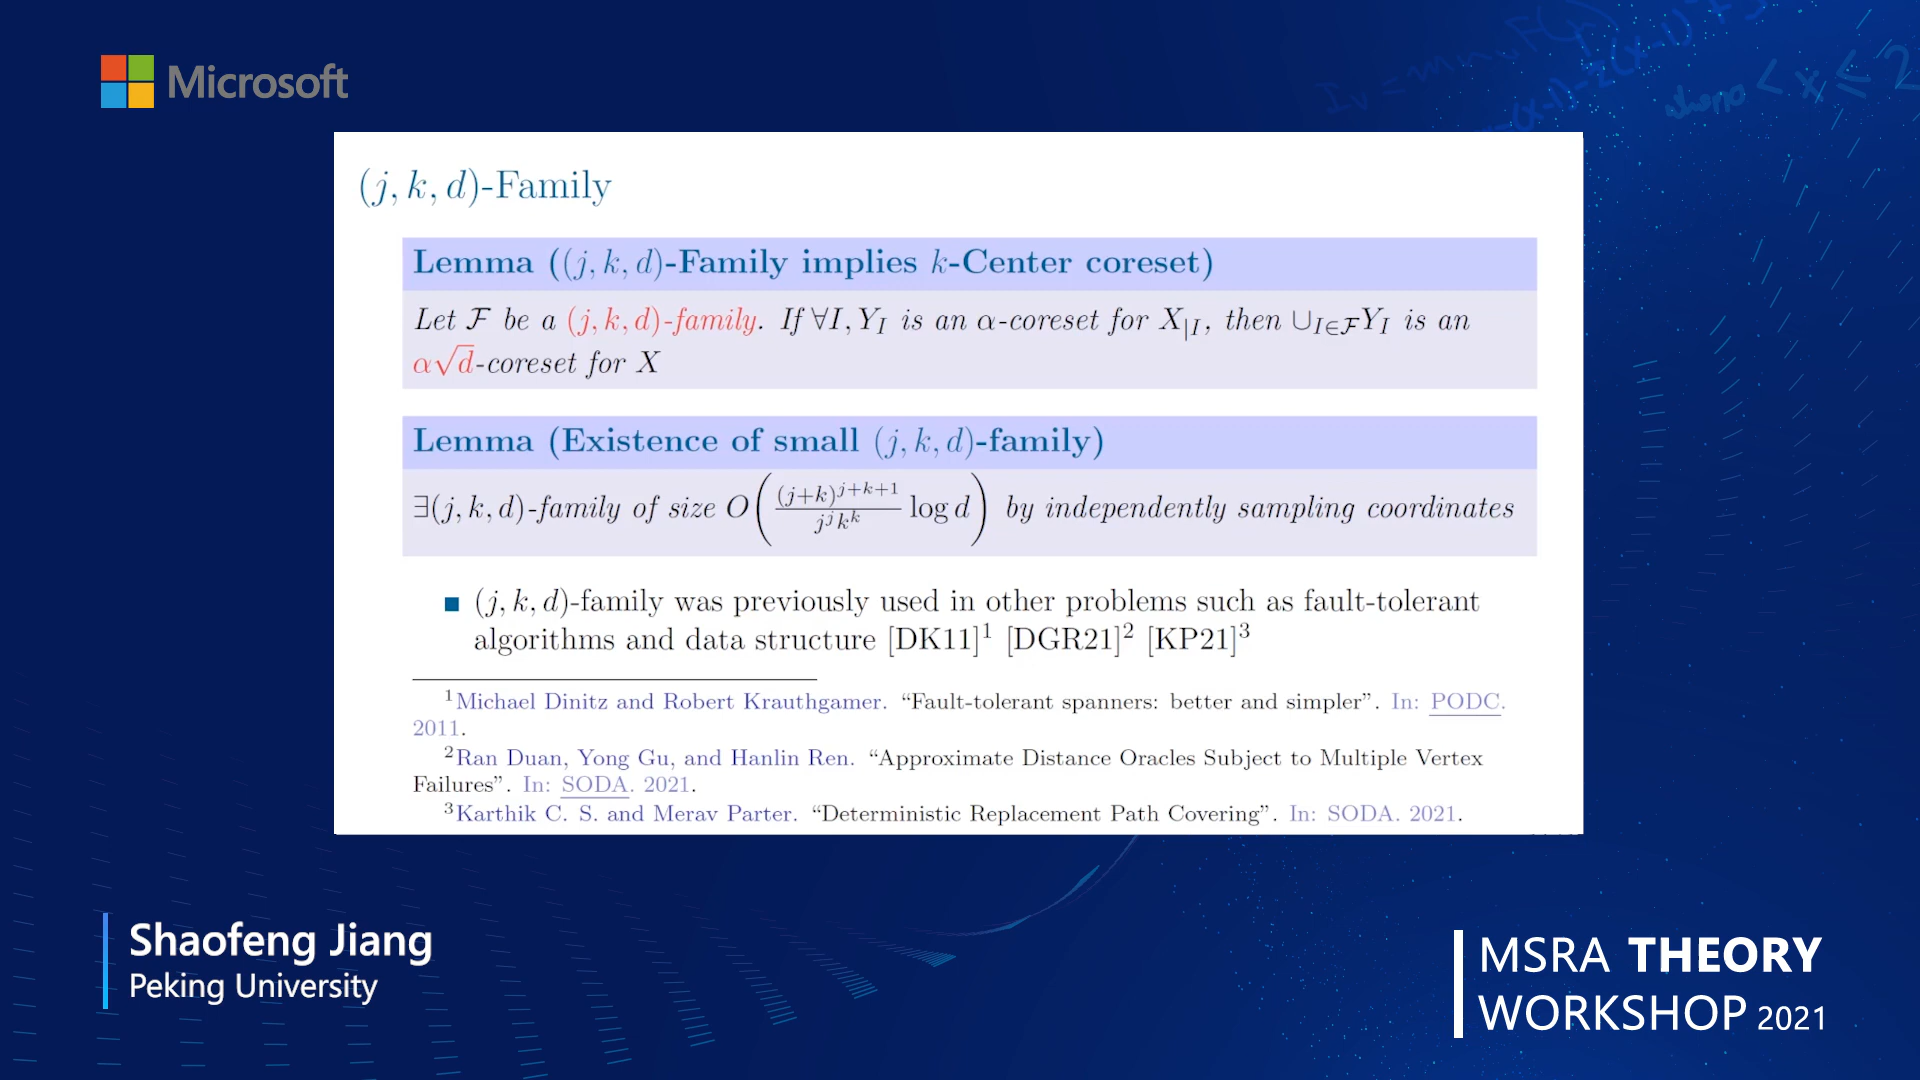 Microsoft
(j, k, d)-Family
Lemma ((j, k, d)-Family implies k-Center coreset)
Let 𝓕 be a (j, k, d)-family. If ∀I, Y_I is an α-coreset for X_{|I}, then ∪_{I∈𝓕} Y_I is an
α√d-coreset for X
Lemma (Existence of small (j, k, d)-family)
∃(j, k, d)-family of size O( (j+k)^{j+k+1} / j^j k^k log d ) by independently sampling coordinates
(j, k, d)-family was previously used in other problems such as fault-tolerant
algorithms and data structure [DK11]¹ [DGR21]² [KP21]³
¹Michael Dinitz and Robert Krauthgamer. “Fault-tolerant spanners: better and simpler”. In: PODC.
2011.
²Ran Duan, Yong Gu, and Hanlin Ren. “Approximate Distance Oracles Subject to Multiple Vertex
Failures”. In: SODA. 2021.
³Karthik C. S. and Merav Parter. “Deterministic Replacement Path Covering”. In: SODA. 2021.
Shaofeng Jiang
Peking University
MSRA THEORY
WORKSHOP 2021